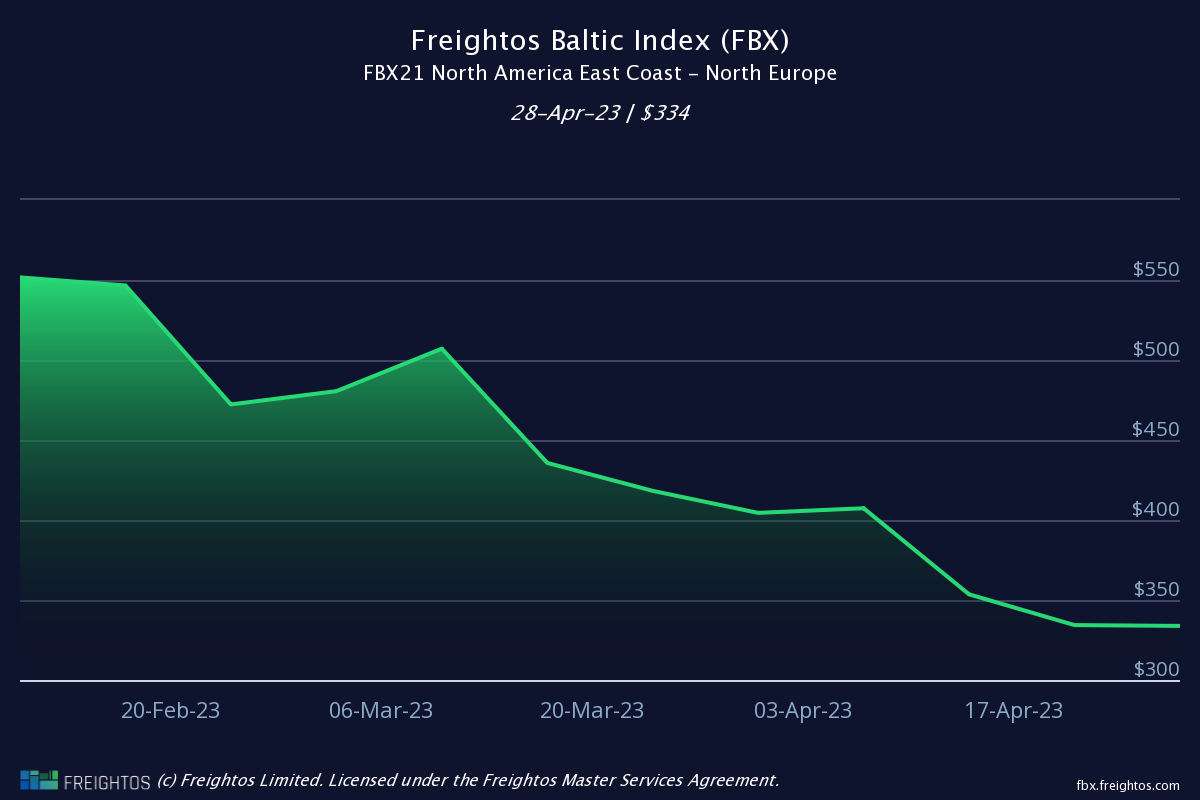 Freightos Baltic Index (FBX)
FBX21 North America East Coast – North Europe
28–Apr–23 | $334
$550
$500
$450
$400
$350
$300
20-Feb-23
06-Mar-23
20-Mar-23
03-Apr-23
17-Apr-23
FREIGHTOS (c) Freightos Limited. Licensed under the Freightos Master Services Agreement.
fbx.freightos.com